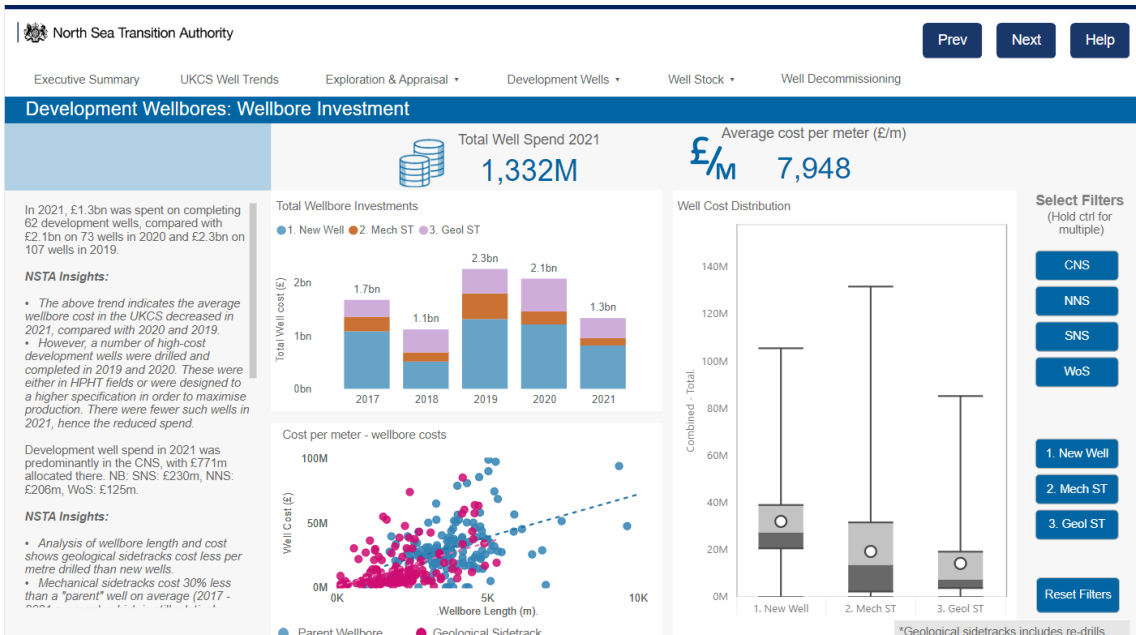 North Sea Transition Authority
Prev
Next
Help
Executive Summary
UKCS Well Trends
Exploration & Appraisal
Development Wells
Well Stock
Well Decommissioning
Development Wellbores: Wellbore Investment
Total Well Spend 2021
1,332M
£/M
Average cost per meter (£/m)
7,948
In 2021, £1.3bn was spent on completing
62 development wells, compared with
£2.1bn on 73 wells in 2020 and £2.3bn on
107 wells in 2019.
NSTA Insights:
• The above trend indicates the average
wellbore cost in the UKCS decreased in
2021, compared with 2020 and 2019.
• However, a number of high-cost
development wells were drilled and
completed in 2019 and 2020. These were
either in HPHT fields or were designed to
a higher specification in order to maximise
production. There were fewer such wells in
2021, hence the reduced spend.
Development well spend in 2021 was
predominantly in the CNS, with £771m
allocated there. NB: SNS: £230m, NNS:
£206m, WoS: £125m.
NSTA Insights:
• Analysis of wellbore length and cost
shows geological sidetracks cost less per
metre drilled than new wells.
• Mechanical sidetracks cost 30% less
than a "parent" well on average (2017 -
Total Wellbore Investments
1. New Well 2. Mech ST 3. Geol ST
Total Well cost (£)
2bn
1bn
0bn
1.7bn
1.1bn
2.3bn
2.1bn
1.3bn
2017 2018 2019 2020 2021
Cost per meter - wellbore costs
Well Cost (£)
100M
50M
0M
0K 5K 10K
.Wellbore Length (m).
Parent Wellbore Geological Sidetrack
Well Cost Distribution
Combined - Total.
140M
120M
100M
80M
60M
40M
20M
0M
1. New Well 2. Mech ST 3. Geol ST
Select Filters
(Hold ctrl for
multiple)
CNS
NNS
SNS
WoS
1. New Well
2. Mech ST
3. Geol ST
Reset Filters
*Geological sidetracks includes re-drills